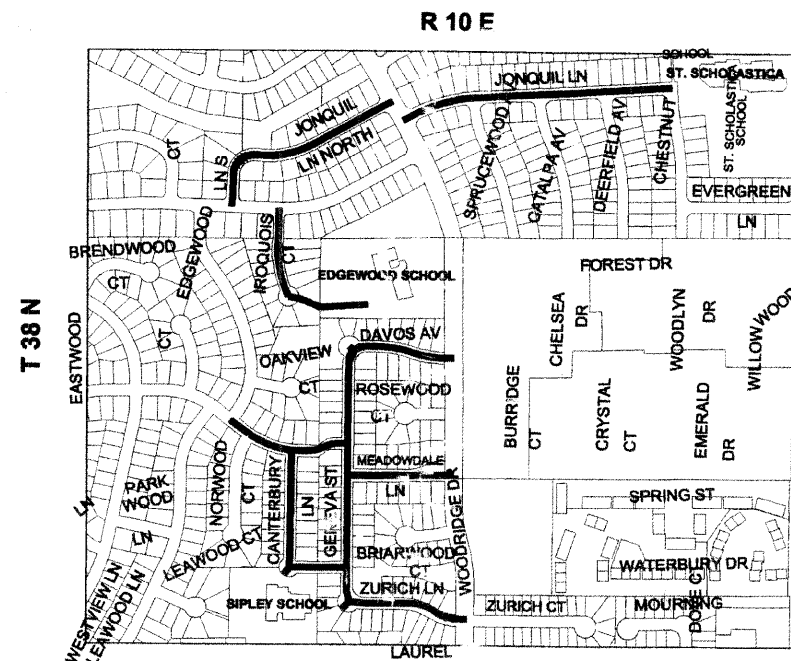 R 10 E
T 38 N
SCHOOL
JONQUIL LN
ST. SCHOLASTICA
ST. SCHOLASTICA
SCHOOL
JONQUIL
LN NORTH
LN S
CT
SPRUCEWOOD AV
CATALPA AV
DEERFIELD AV
CHESTNUT
EVERGREEN
LN
BRENDWOOD
CT
EDGEWOOD
CT
IROQUOIS
CT
EDGEWOOD SCHOOL
FOREST DR
CHELSEA
DR
WOODLYN
DR
WILLOW WOOD
EASTWOOD
LN
OAKVIEW
CT
DAVOS AV
ROSEWOOD
CT
BURRIDGE
CT
CRYSTAL
CT
EMERALD
DR
MEADOWDALE
LN
PARK
WOOD
LN
NORWOOD
CT
CANTERBURY
LN
GENEVA ST
WOODRIDGE DR
SPRING ST
LEAWOOD CT
BRIARWOOD
CT
WATERBURY DR
WESTVIEW LN
LEAWOOD LN
SIPLEY SCHOOL
ZURICH LN
ZURICH CT
MOURNING
DOVE CT
LAUREL